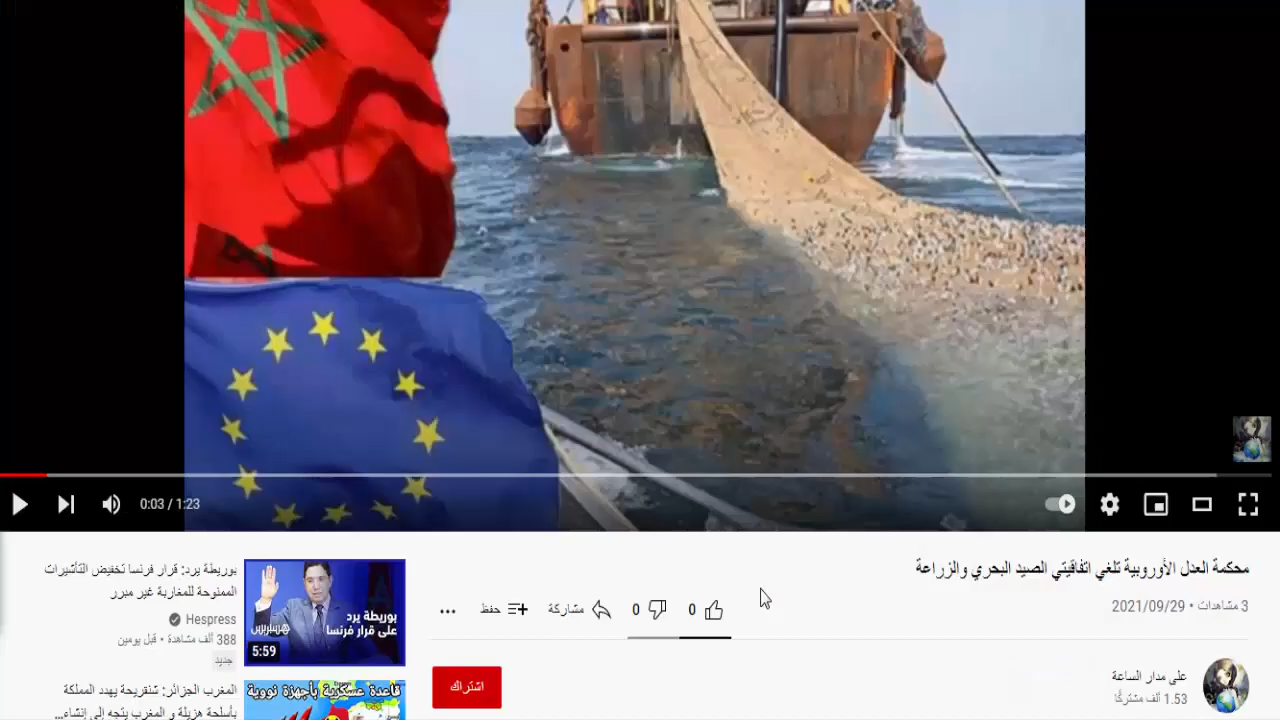 0:03 / 1:23
محكمة العدل الأوروبية تلغي اتفاقيتي الصيد البحري والزراعة
3 مشاهدات • 2021/09/29
0
0
مشاركة
حفظ
على مدار الساعة
1.53 ألف مشتركًا
اشتراك
بوريطة يرد
على قرار فرنسا
هسبريس
5:59
بوريطة يرد: قرار فرنسا تخفيض التأشيرات
الممنوحة للمغاربة غير مبرر
Hespress
388 ألف مشاهدة • قبل يومين
جديد
قاعدة عسكرية بأجهزة نووية
المغرب الجزائر: شنقريحة يهدد المملكة
بأسلحة هزيلة و المغرب يتجه إلى إنشاء...